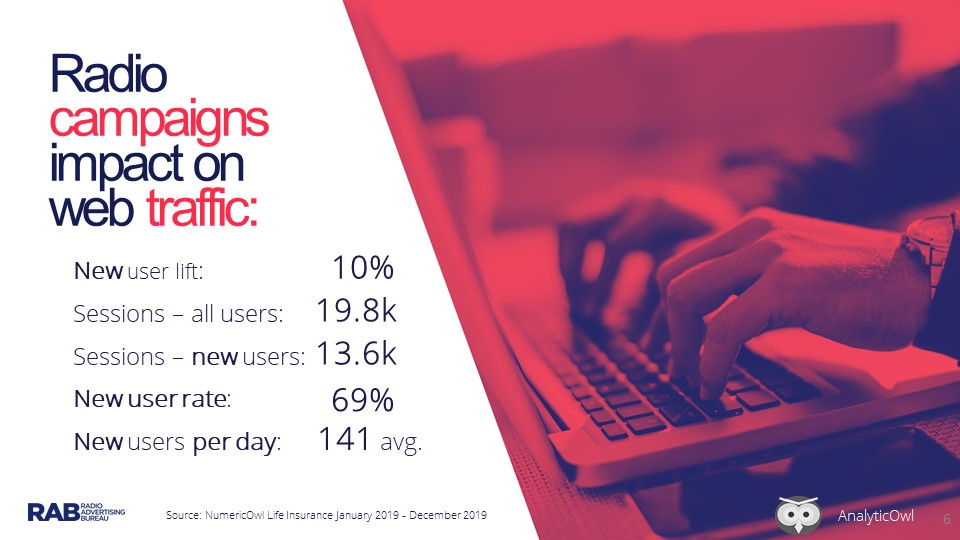 Radio
campaigns
impact on
web traffic:
New user lift: 10%
Sessions – all users: 19.8k
Sessions – new users: 13.6k
New user rate: 69%
New users per day: 141 avg.
RAB RADIO
ADVERTISING
BUREAU
Source: NumericOwl Life Insurance January 2019 - December 2019
AnalyticOwl
6